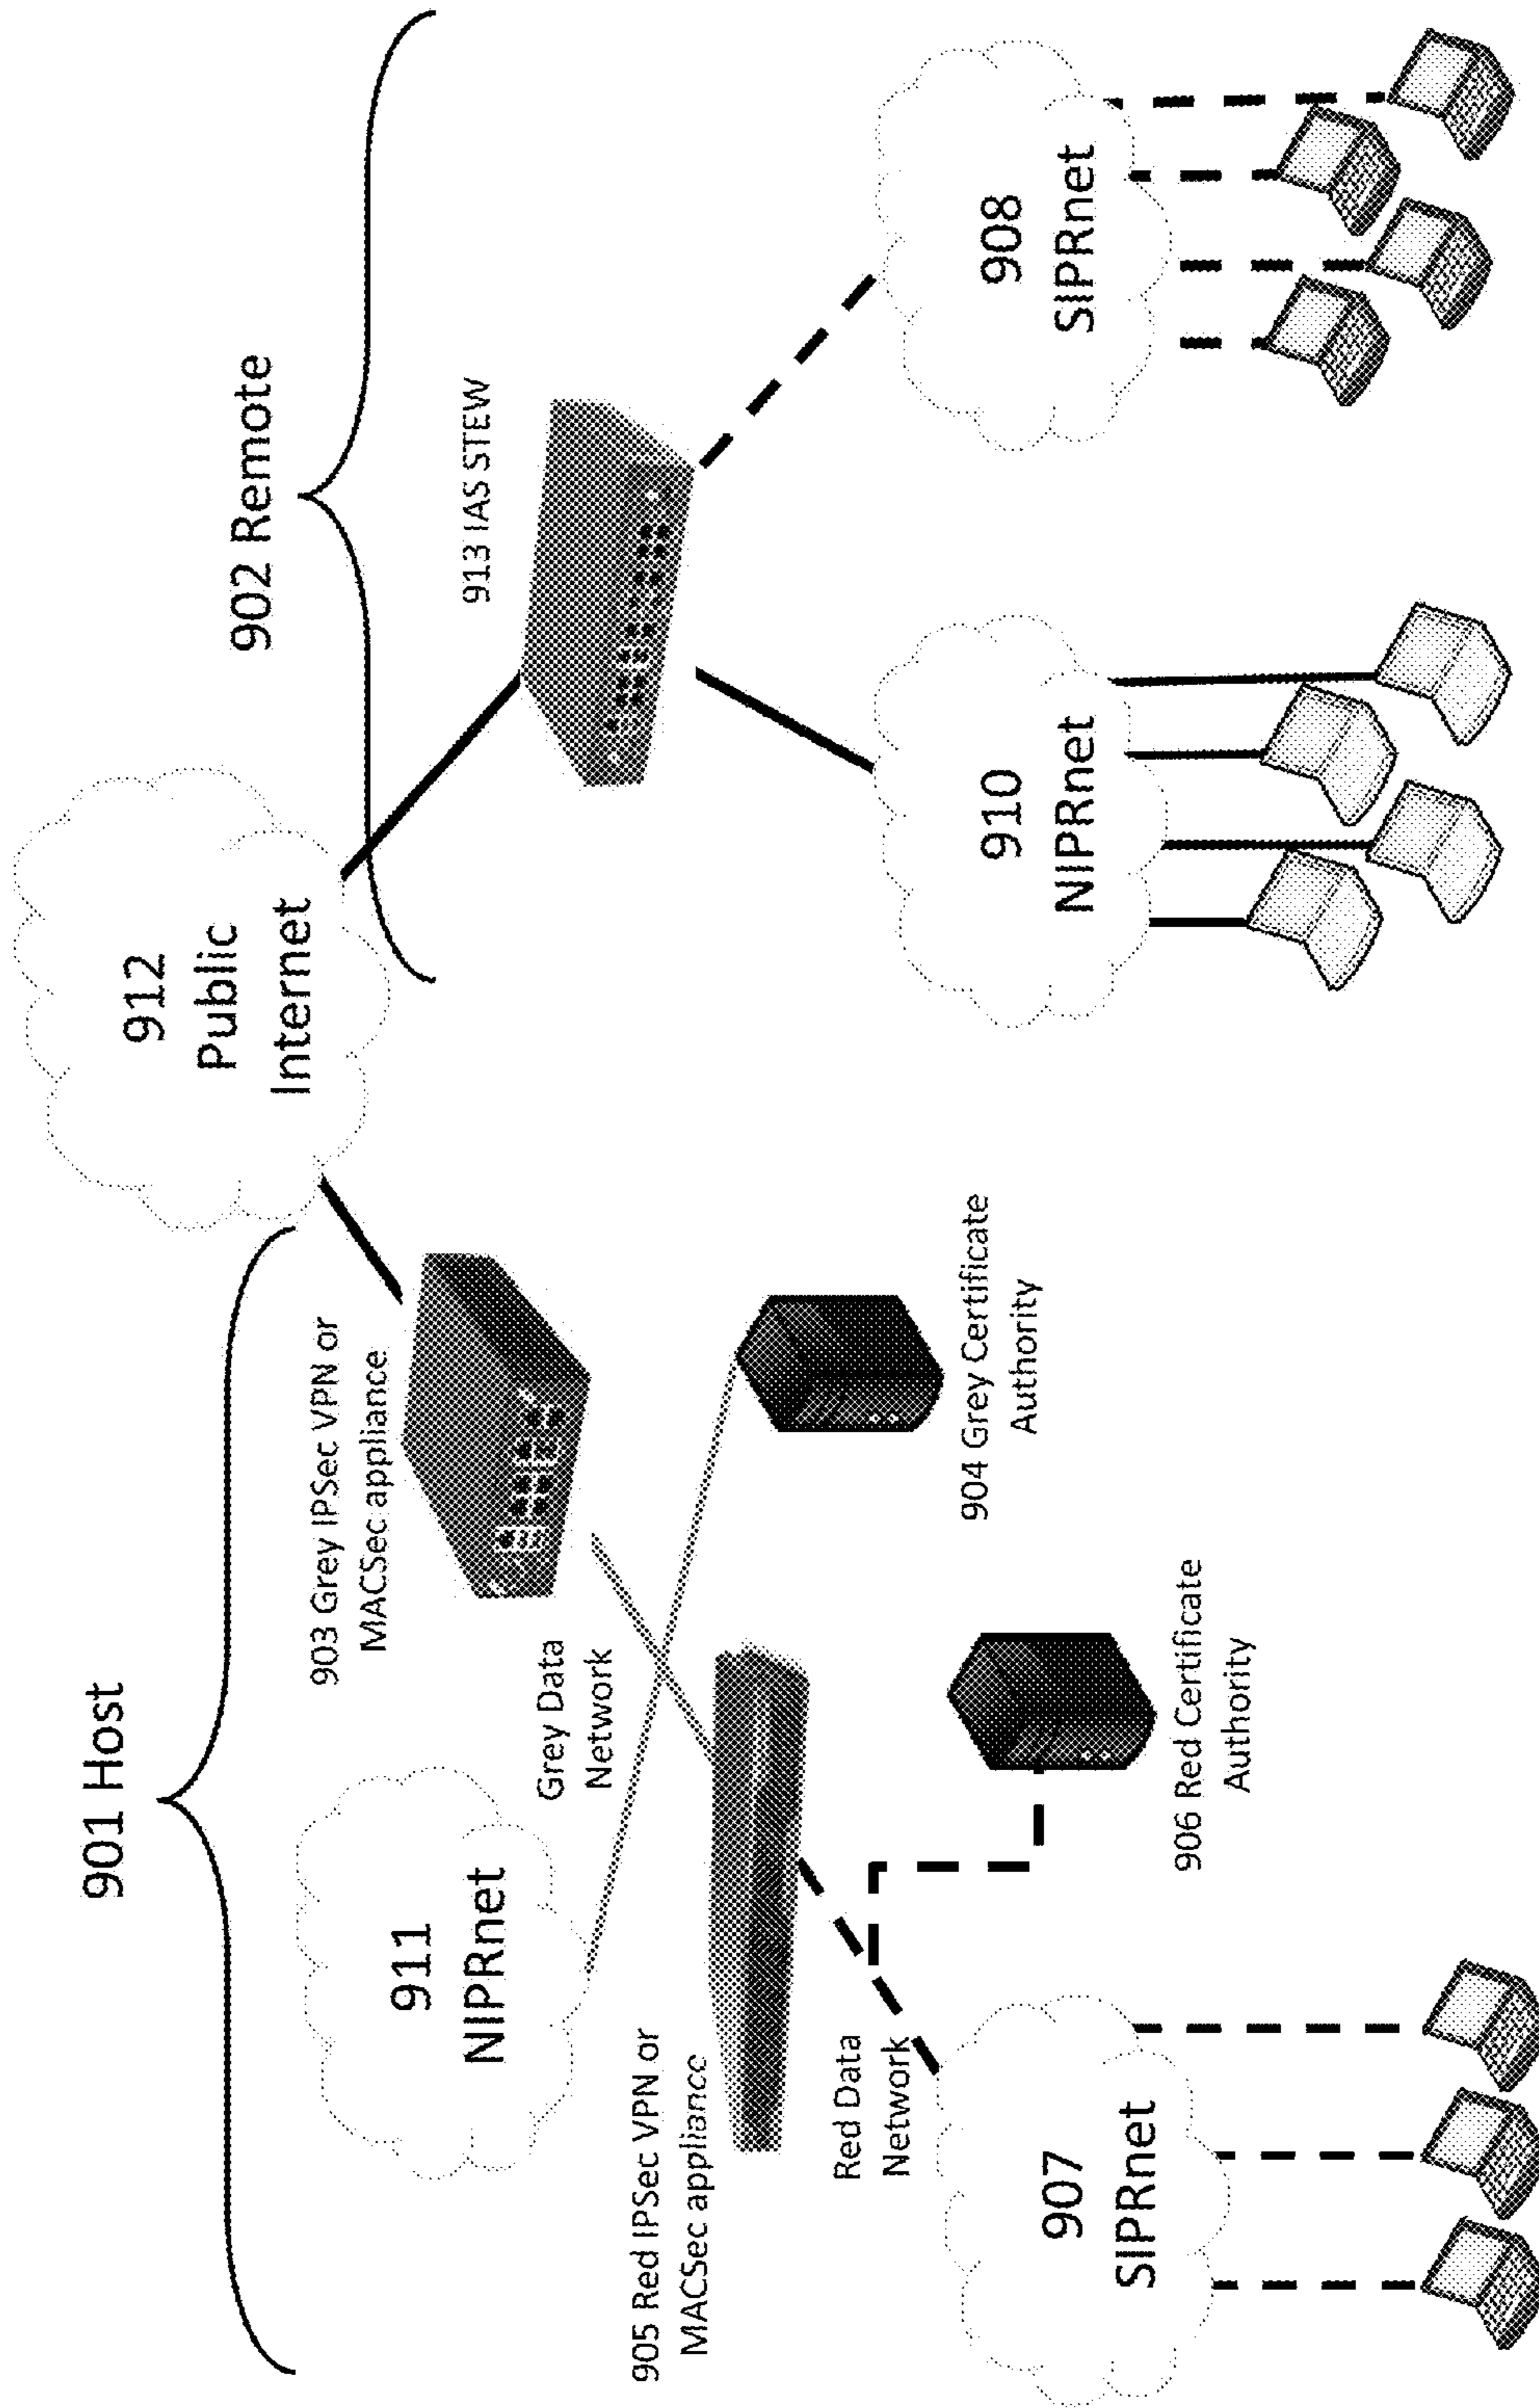 901 Host
902 Remote
912
Public
Internet
903 Grey IPSec VPN or
MACSec appliance
913 IAS STEW
911
NIPRnet
Grey Data
Network
904 Grey Certificate
Authority
905 Red IPSec VPN or
MACSec appliance
Red Data
Network
906 Red Certificate
Authority
907
SIPRnet
910
NIPRnet
908
SIPRnet